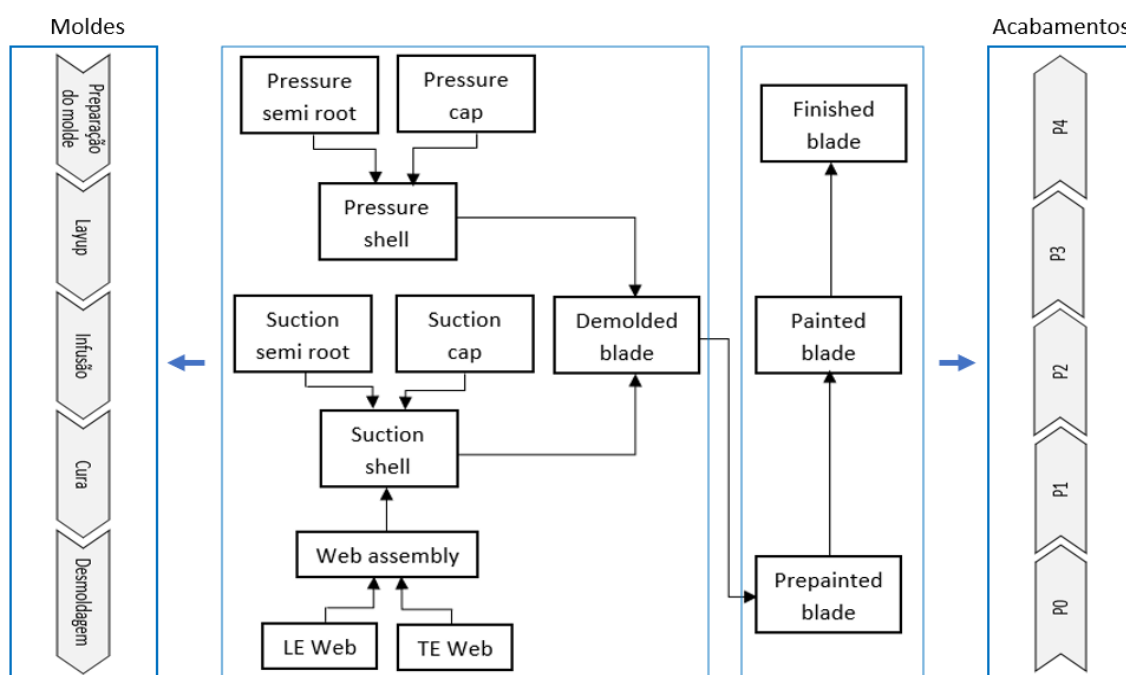 Moldes
Acabamentos
Preparação
do molde
Layup
Infusão
Cura
Desmoldagem
Pressure
semi root
Pressure
cap
Pressure
shell
Suction
semi root
Suction
cap
Suction
shell
Web assembly
LE Web
TE Web
Demolded
blade
Finished
blade
Painted
blade
Prepainted
blade
P4
P3
P2
P1
P0